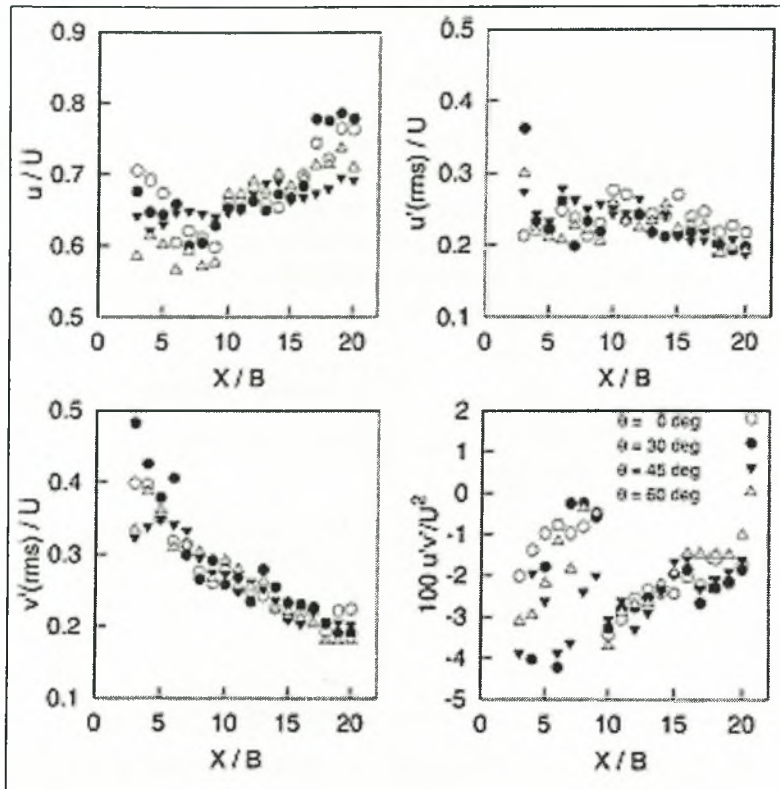 0.9
0.8
0.7
0.6
0.5
u / U
0 5 10 15 20
X / B
0.5
0.4
0.3
0.2
0.1
u'(rms) / U
0 5 10 15 20
X / B
0.5
0.4
0.3
0.2
0.1
v'(rms) / U
0 5 10 15 20
X / B
2
1
0
-1
-2
-3
-4
-5
100 u'v'/U²
θ = 0 deg
θ = 30 deg
θ = 45 deg
θ = 60 deg
0 5 10 15 20
X / B